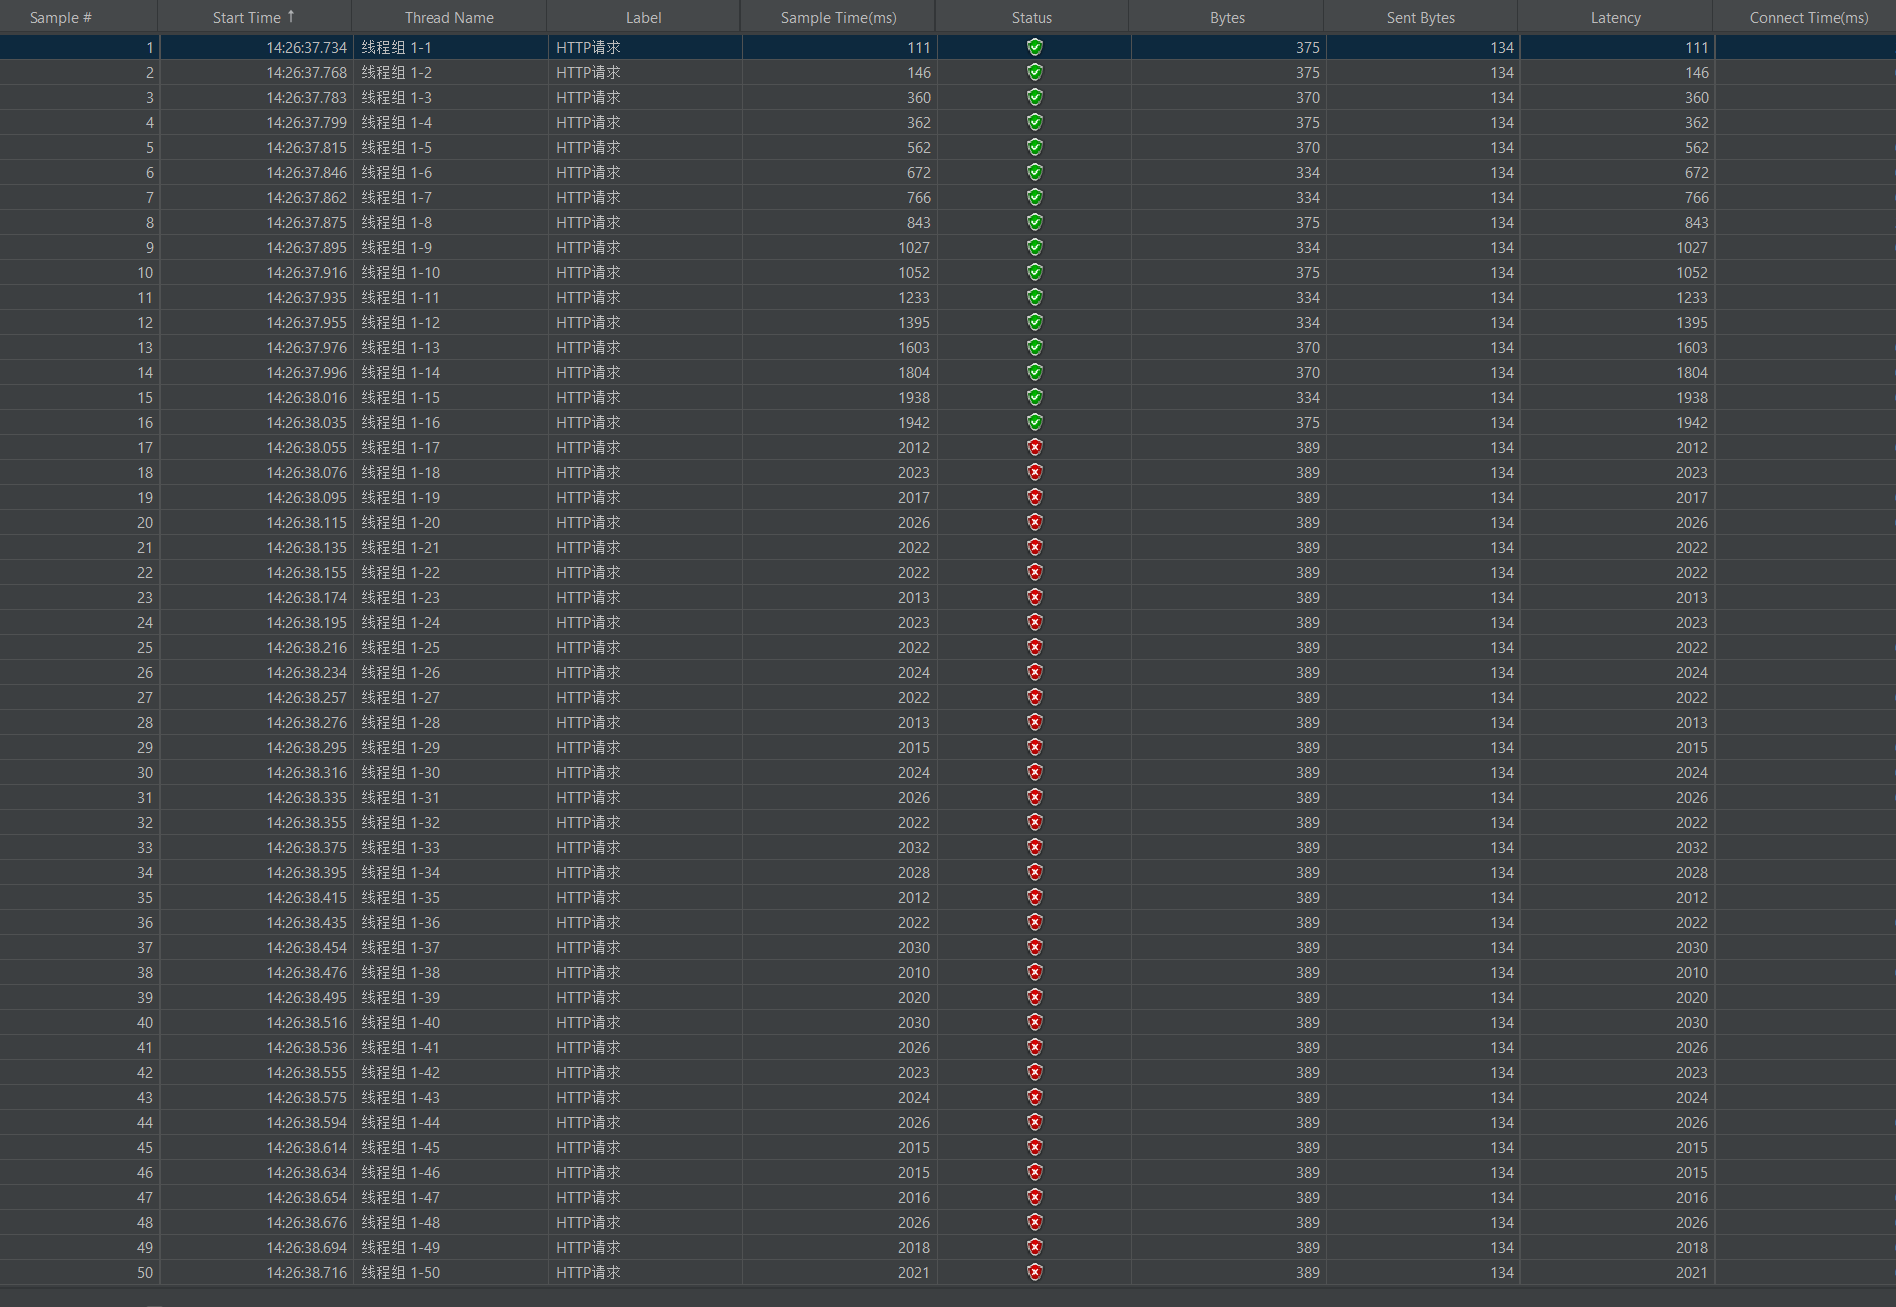 Sample # Start Time ↑ Thread Name Label Sample Time(ms) Status Bytes Sent Bytes Latency Connect Time(ms)
1 14:26:37.734 线程组 1-1 HTTP请求 111 375 134 111
2 14:26:37.768 线程组 1-2 HTTP请求 146 375 134 146
3 14:26:37.783 线程组 1-3 HTTP请求 360 370 134 360
4 14:26:37.799 线程组 1-4 HTTP请求 362 375 134 362
5 14:26:37.815 线程组 1-5 HTTP请求 562 370 134 562
6 14:26:37.846 线程组 1-6 HTTP请求 672 334 134 672
7 14:26:37.862 线程组 1-7 HTTP请求 766 334 134 766
8 14:26:37.875 线程组 1-8 HTTP请求 843 375 134 843
9 14:26:37.895 线程组 1-9 HTTP请求 1027 334 134 1027
10 14:26:37.916 线程组 1-10 HTTP请求 1052 375 134 1052
11 14:26:37.935 线程组 1-11 HTTP请求 1233 334 134 1233
12 14:26:37.955 线程组 1-12 HTTP请求 1395 334 134 1395
13 14:26:37.976 线程组 1-13 HTTP请求 1603 370 134 1603
14 14:26:37.996 线程组 1-14 HTTP请求 1804 370 134 1804
15 14:26:38.016 线程组 1-15 HTTP请求 1938 334 134 1938
16 14:26:38.035 线程组 1-16 HTTP请求 1942 375 134 1942
17 14:26:38.055 线程组 1-17 HTTP请求 2012 389 134 2012
18 14:26:38.076 线程组 1-18 HTTP请求 2023 389 134 2023
19 14:26:38.095 线程组 1-19 HTTP请求 2017 389 134 2017
20 14:26:38.115 线程组 1-20 HTTP请求 2026 389 134 2026
21 14:26:38.135 线程组 1-21 HTTP请求 2022 389 134 2022
22 14:26:38.155 线程组 1-22 HTTP请求 2022 389 134 2022
23 14:26:38.174 线程组 1-23 HTTP请求 2013 389 134 2013
24 14:26:38.195 线程组 1-24 HTTP请求 2023 389 134 2023
25 14:26:38.216 线程组 1-25 HTTP请求 2022 389 134 2022
26 14:26:38.234 线程组 1-26 HTTP请求 2024 389 134 2024
27 14:26:38.257 线程组 1-27 HTTP请求 2022 389 134 2022
28 14:26:38.276 线程组 1-28 HTTP请求 2013 389 134 2013
29 14:26:38.295 线程组 1-29 HTTP请求 2015 389 134 2015
30 14:26:38.316 线程组 1-30 HTTP请求 2024 389 134 2024
31 14:26:38.335 线程组 1-31 HTTP请求 2026 389 134 2026
32 14:26:38.355 线程组 1-32 HTTP请求 2022 389 134 2022
33 14:26:38.375 线程组 1-33 HTTP请求 2032 389 134 2032
34 14:26:38.395 线程组 1-34 HTTP请求 2028 389 134 2028
35 14:26:38.415 线程组 1-35 HTTP请求 2012 389 134 2012
36 14:26:38.435 线程组 1-36 HTTP请求 2022 389 134 2022
37 14:26:38.454 线程组 1-37 HTTP请求 2030 389 134 2030
38 14:26:38.476 线程组 1-38 HTTP请求 2010 389 134 2010
39 14:26:38.495 线程组 1-39 HTTP请求 2020 389 134 2020
40 14:26:38.516 线程组 1-40 HTTP请求 2030 389 134 2030
41 14:26:38.536 线程组 1-41 HTTP请求 2026 389 134 2026
42 14:26:38.555 线程组 1-42 HTTP请求 2023 389 134 2023
43 14:26:38.575 线程组 1-43 HTTP请求 2024 389 134 2024
44 14:26:38.594 线程组 1-44 HTTP请求 2026 389 134 2026
45 14:26:38.614 线程组 1-45 HTTP请求 2015 389 134 2015
46 14:26:38.634 线程组 1-46 HTTP请求 2015 389 134 2015
47 14:26:38.654 线程组 1-47 HTTP请求 2016 389 134 2016
48 14:26:38.676 线程组 1-48 HTTP请求 2026 389 134 2026
49 14:26:38.694 线程组 1-49 HTTP请求 2018 389 134 2018
50 14:26:38.716 线程组 1-50 HTTP请求 2021 389 134 2021